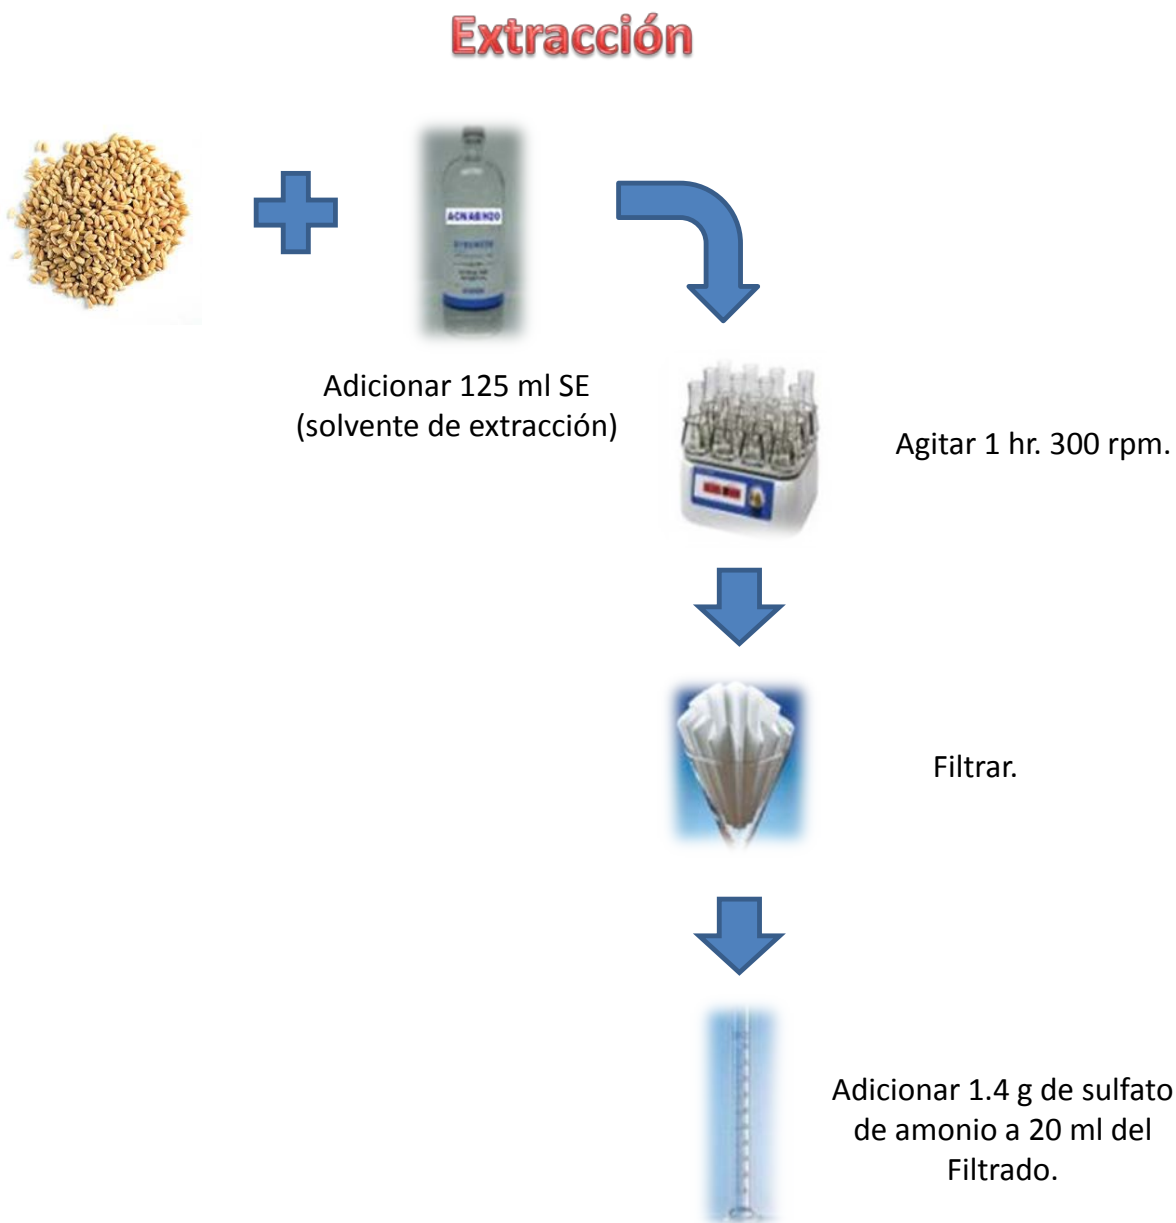 Extracción
Adicionar 125 ml SE
(solvente de extracción)
Agitar 1 hr. 300 rpm.
Filtrar.
Adicionar 1.4 g de sulfato
de amonio a 20 ml del
Filtrado.